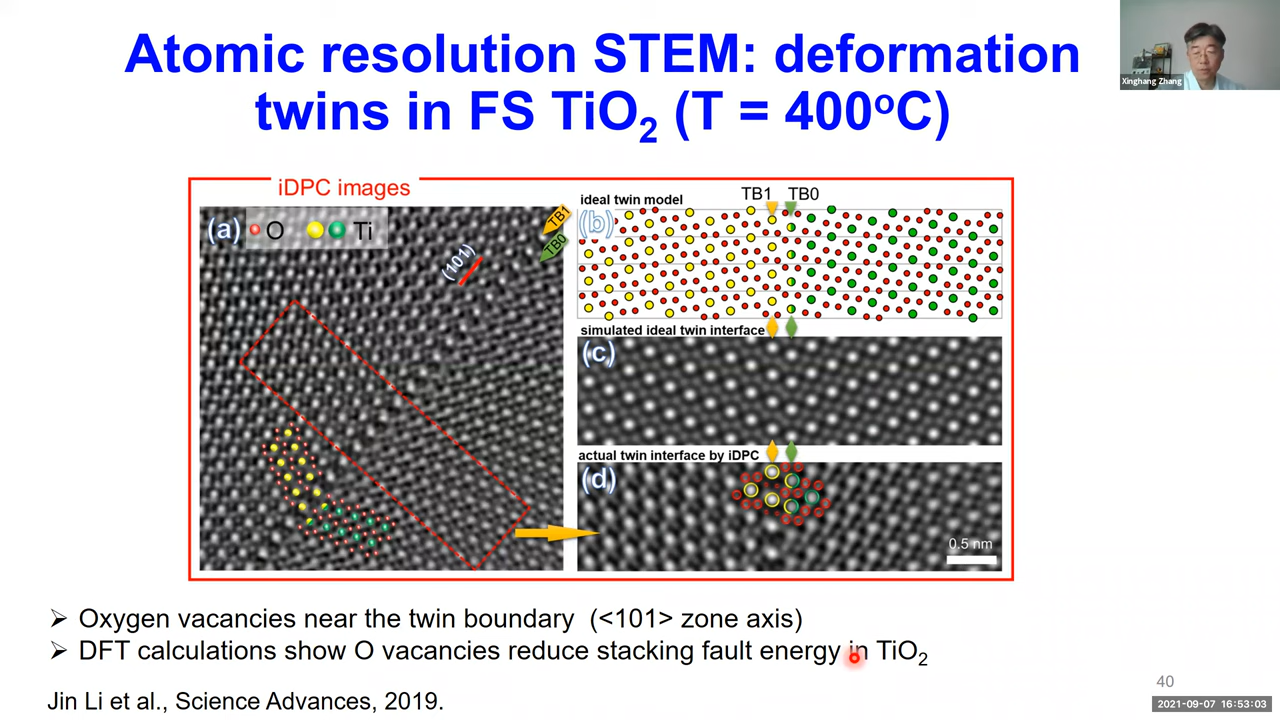 Atomic resolution STEM: deformation
twins in FS TiO₂ (T = 400ᵒC)
Xinghang Zhang
iDPC images
(a) O Ti
(101)
TB1
TB0
ideal twin model
TB1 TB0
(b)
simulated ideal twin interface
(c)
actual twin interface by iDPC
(d)
0.5 nm
➢ Oxygen vacancies near the twin boundary (<101> zone axis)
➢ DFT calculations show O vacancies reduce stacking fault energy in TiO₂
Jin Li et al., Science Advances, 2019.
40
2021-09-07 16:53:03